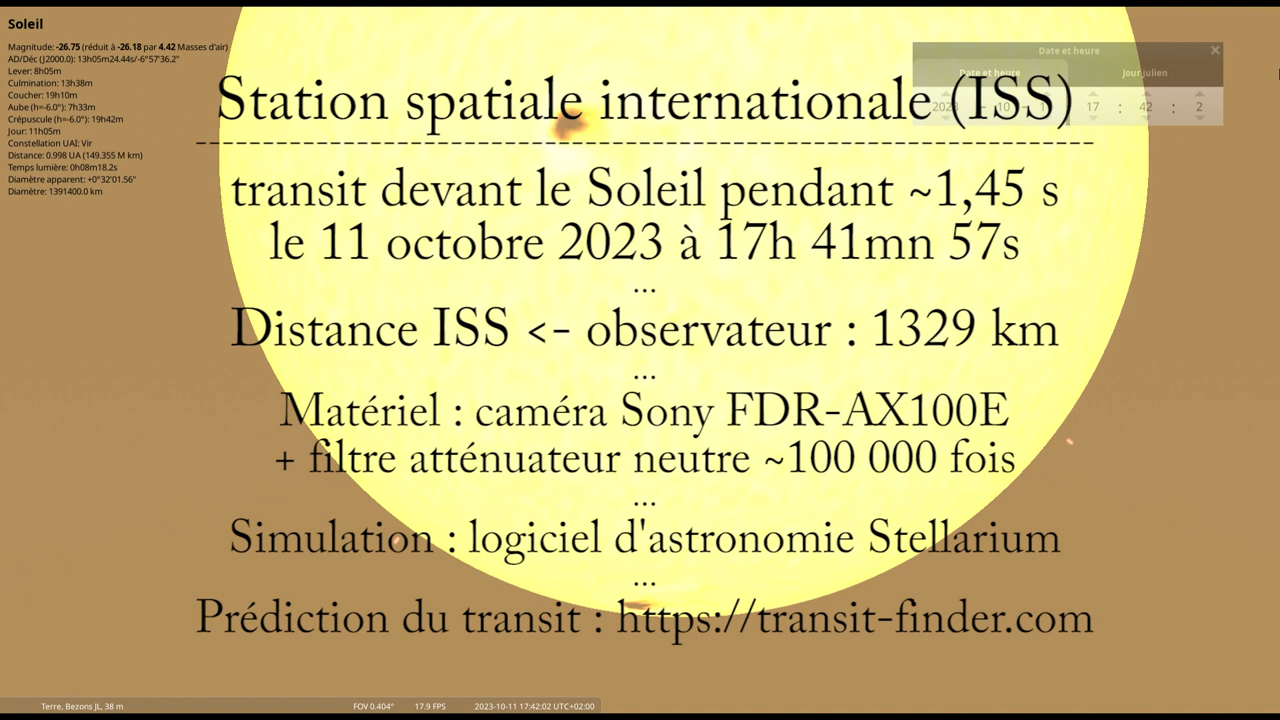 Soleil
Magnitude: -26.75 (réduit à -26.18 par 4.42 Masses d'air)
AD/Déc (J2000.0): 13h05m24.44s/-6°57'36.2"
Lever: 8h05m
Culmination: 13h38m
Coucher: 19h10m
Aube (h=-6.0°): 7h33m
Crépuscule (h=-6.0°): 19h42m
Jour: 11h05m
Constellation UAI: Vir
Distance: 0.998 UA (149.355 M km)
Temps lumière: 0h08m18.2s
Diamètre apparent: +0°32'01.56"
Diamètre: 1391400.0 km
Date et heure
Date et heure Jour julien
2023 - 10 - 17 : 42 : 2
Station spatiale internationale (ISS)
transit devant le Soleil pendant ~1,45 s
le 11 octobre 2023 à 17h 41mn 57s
...
Distance ISS <- observateur : 1329 km
...
Matériel : caméra Sony FDR-AX100E
+ filtre atténuateur neutre ~100 000 fois
...
Simulation : logiciel d'astronomie Stellarium
...
Prédiction du transit : https://transit-finder.com
Terre, Bezons JL, 38 m FOV 0.404° 17.9 FPS 2023-10-11 17:42:02 UTC+02:00